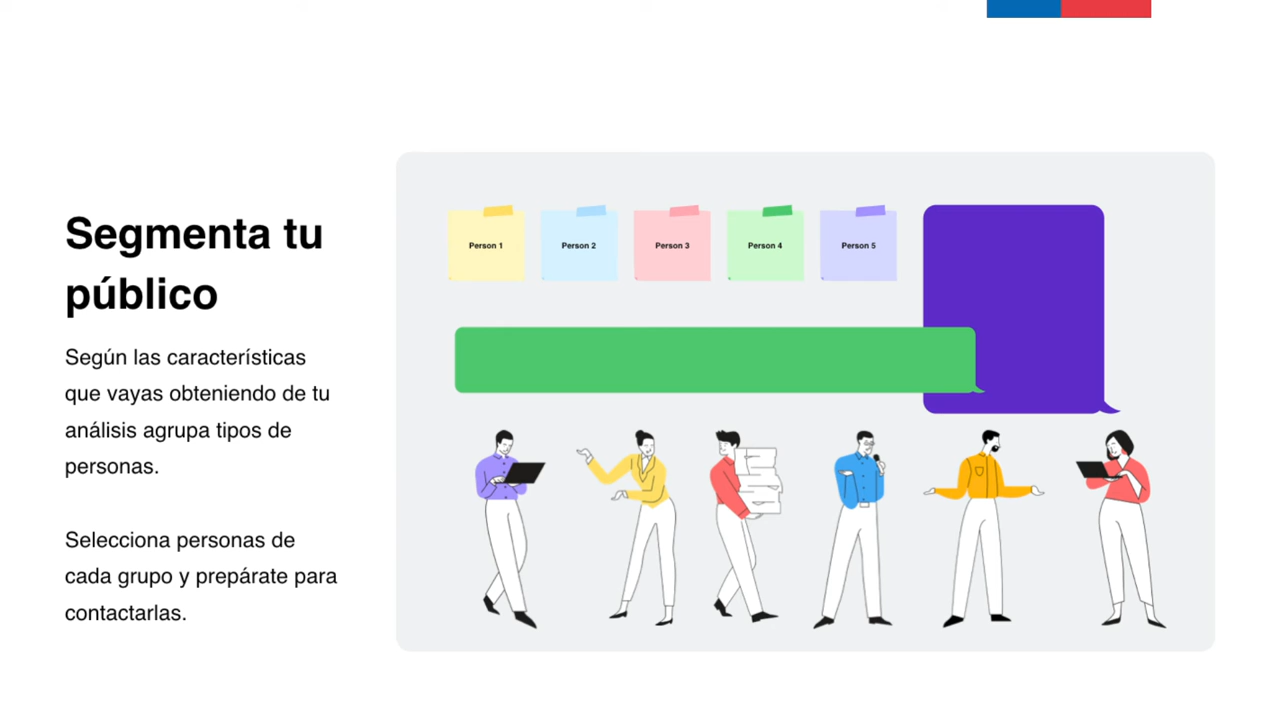 Segmenta tu
público
Según las características
que vayas obteniendo de tu
análisis agrupa tipos de
personas.
Selecciona personas de
cada grupo y prepárate para
contactarlas.
Person 1
Person 2
Person 3
Person 4
Person 5